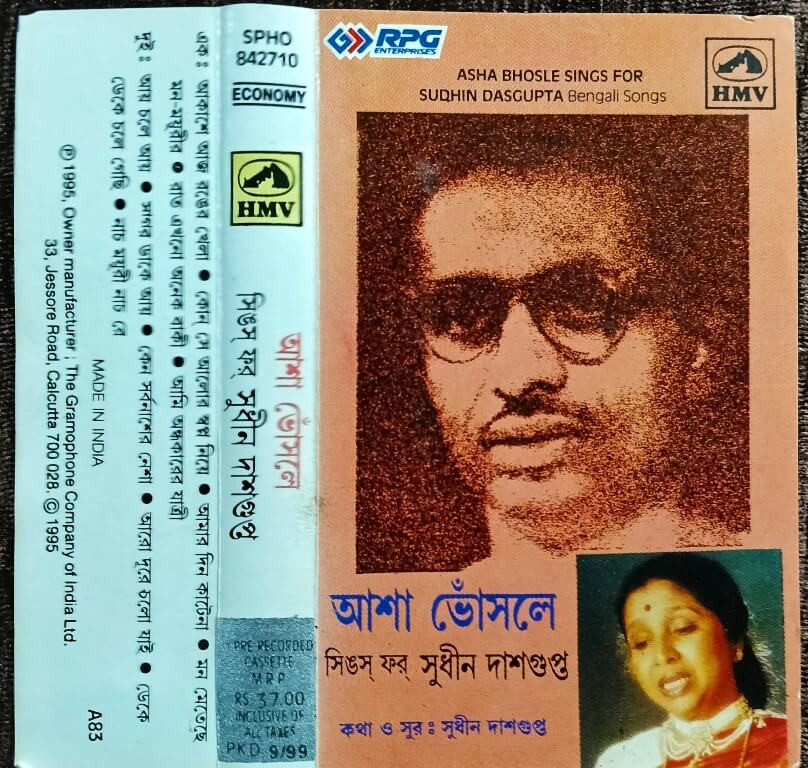 SPHO
842710
ECONOMY
HMV
আশা ভোঁসলে
সিঙস্ ফর্ সুধীন দাশগুপ্ত
PRE RECORDED
CASSETTE
M R P
RS 37.00
INCLUSIVE OF
ALL TAXES
PKD 9/99
RPG
ENTERPRISES
ASHA BHOSLE SINGS FOR
SUDHIN DASGUPTA Bengali Songs
HMV
আশা ভোঁসলে
সিঙস্ ফর্ সুধীন দাশগুপ্ত
কথা ও সুর : সুধীন দাশগুপ্ত
এক : আকাশে আজ রঙের খেলা ● কোন্ সে আলোর স্বপ্ন নিয়ে ● আমার দিন কাটেনা ● মন মেতেছে
মন-ময়ূরীর ● রাত এখনো অনেক বাকী ● আমি অন্ধকারের যাত্রী
দুই : আয় চলে আয় ● সাগর ডাকে আয় ● কেন সর্বনাশের নেশা ● আরো দূরে চলো যাই ● ডেকে
ডেকে চলে গেছি ● নাচ ময়ূরী নাচ রে
MADE IN INDIA
℗ 1995, Owner manufacturer ; The Gramophone Company of India Ltd.
33, Jessore Road, Calcutta 700 028. © 1995
A83